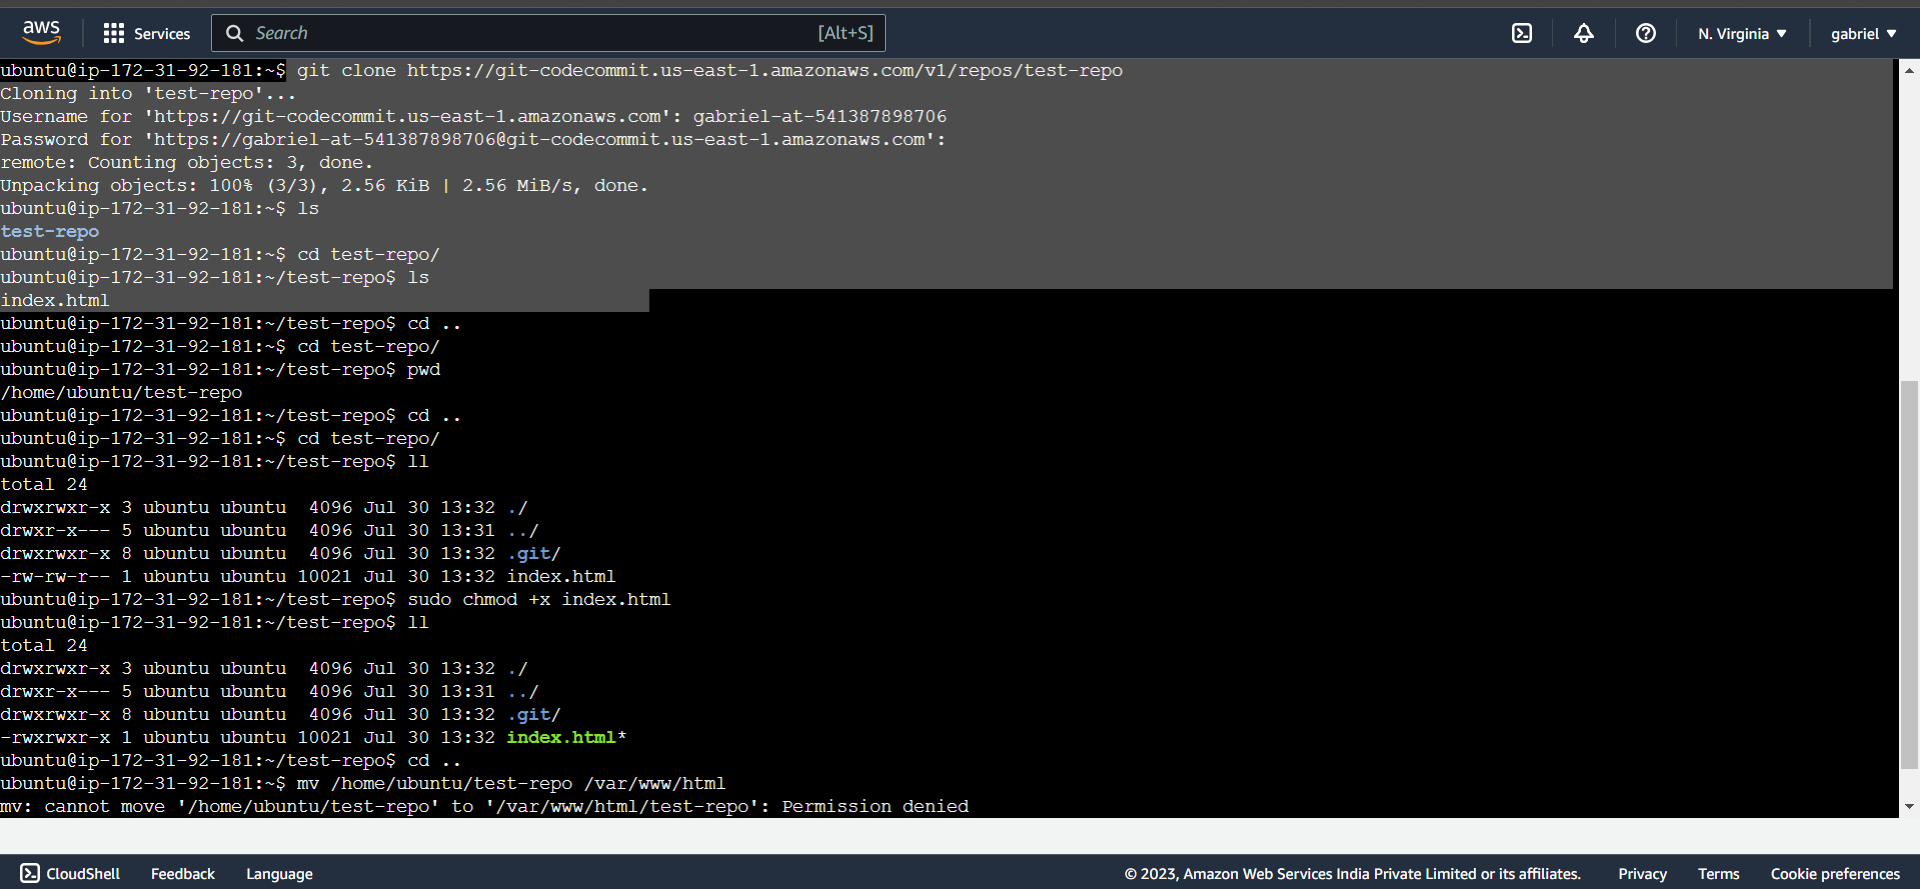 aws
Services
Search [Alt+S]
N. Virginia ▼
gabriel ▼
ubuntu@ip-172-31-92-181:~$ git clone https://git-codecommit.us-east-1.amazonaws.com/v1/repos/test-repo
Cloning into 'test-repo'...
Username for 'https://git-codecommit.us-east-1.amazonaws.com': gabriel-at-541387898706
Password for 'https://gabriel-at-541387898706@git-codecommit.us-east-1.amazonaws.com':
remote: Counting objects: 3, done.
Unpacking objects: 100% (3/3), 2.56 KiB | 2.56 MiB/s, done.
ubuntu@ip-172-31-92-181:~$ ls
test-repo
ubuntu@ip-172-31-92-181:~$ cd test-repo/
ubuntu@ip-172-31-92-181:~/test-repo$ ls
index.html
ubuntu@ip-172-31-92-181:~/test-repo$ cd ..
ubuntu@ip-172-31-92-181:~$ cd test-repo/
ubuntu@ip-172-31-92-181:~/test-repo$ pwd
/home/ubuntu/test-repo
ubuntu@ip-172-31-92-181:~/test-repo$ cd ..
ubuntu@ip-172-31-92-181:~$ cd test-repo/
ubuntu@ip-172-31-92-181:~/test-repo$ ll
total 24
drwxrwxr-x 3 ubuntu ubuntu  4096 Jul 30 13:32 ./
drwxr-x--- 5 ubuntu ubuntu  4096 Jul 30 13:31 ../
drwxrwxr-x 8 ubuntu ubuntu  4096 Jul 30 13:32 .git/
-rw-rw-r-- 1 ubuntu ubuntu 10021 Jul 30 13:32 index.html
ubuntu@ip-172-31-92-181:~/test-repo$ sudo chmod +x index.html
ubuntu@ip-172-31-92-181:~/test-repo$ ll
total 24
drwxrwxr-x 3 ubuntu ubuntu  4096 Jul 30 13:32 ./
drwxr-x--- 5 ubuntu ubuntu  4096 Jul 30 13:31 ../
drwxrwxr-x 8 ubuntu ubuntu  4096 Jul 30 13:32 .git/
-rwxrwxr-x 1 ubuntu ubuntu 10021 Jul 30 13:32 index.html*
ubuntu@ip-172-31-92-181:~/test-repo$ cd ..
ubuntu@ip-172-31-92-181:~$ mv /home/ubuntu/test-repo /var/www/html
mv: cannot move '/home/ubuntu/test-repo' to '/var/www/html/test-repo': Permission denied
CloudShell
Feedback
Language
© 2023, Amazon Web Services India Private Limited or its affiliates.
Privacy
Terms
Cookie preferences